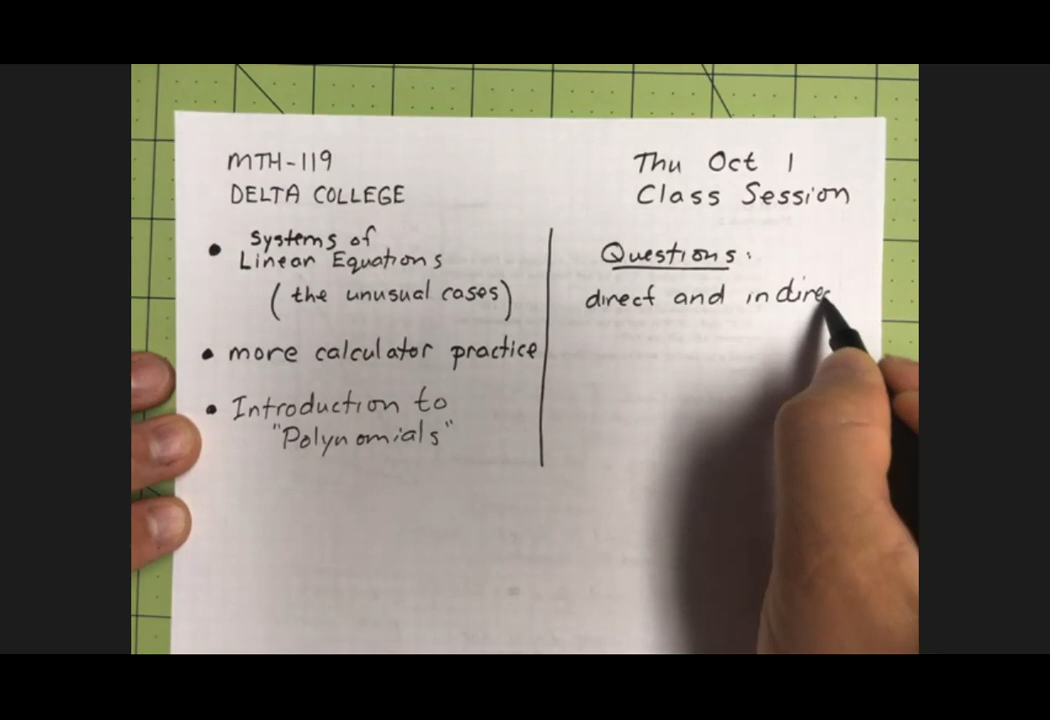 MTH-119
DELTA COLLEGE
Thu Oct 1
Class Session
• Systems of
Linear Equations
(the unusual cases)
• more calculator practice
• Introduction to
"Polynomials"
Questions:
direct and indirec